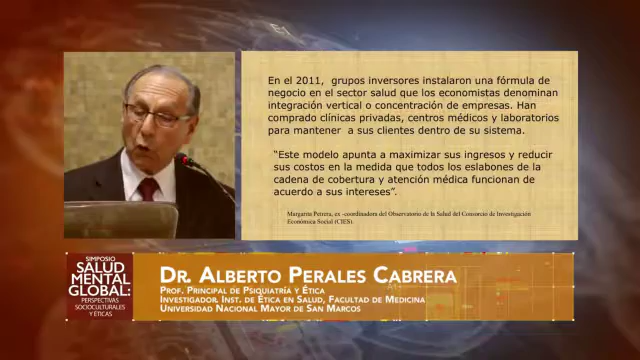 En el 2011, grupos inversores instalaron una fórmula de
negocio en el sector salud que los economistas denominan
integración vertical o concentración de empresas. Han
comprado clínicas privadas, centros médicos y laboratorios
para mantener a sus clientes dentro de su sistema.
“Este modelo apunta a maximizar sus ingresos y reducir
sus costos en la medida que todos los eslabones de la
cadena de cobertura y atención médica funcionan de
acuerdo a sus intereses”.
Margarita Petrera, ex -coordinadora del Observatorio de la Salud del Consorcio de Investigación
Económica Social (CIES).
SIMPOSIO
SALUD
MENTAL
GLOBAL:
PERSPECTIVAS
SOCIOCULTURALES
Y ÉTICAS
Dr. Alberto Perales Cabrera
Prof. Principal de Psiquiatría y Ética
Investigador. Inst. de Ética en Salud, Facultad de Medicina
Universidad Nacional Mayor de San Marcos